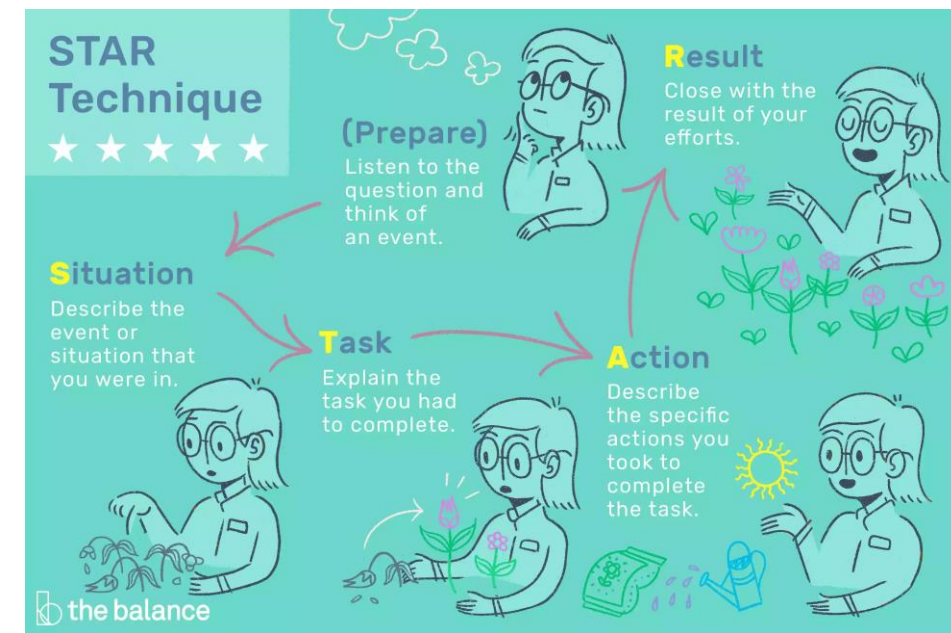 STAR
Technique
(Prepare)
Listen to the
question and
think of
an event.
Situation
Describe the
event or
situation that
you were in.
Task
Explain the
task you had
to complete.
Action
Describe
the specific
actions you
took to
complete
the task.
Result
Close with the
result of your
efforts.
the balance